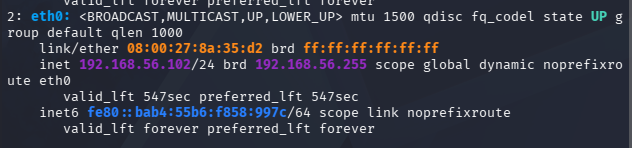 valid_lft forever preferred_lft forever
2: eth0: <BROADCAST,MULTICAST,UP,LOWER_UP> mtu 1500 qdisc fq_codel state UP g
roup default qlen 1000
link/ether 08:00:27:8a:35:d2 brd ff:ff:ff:ff:ff:ff
inet 192.168.56.102/24 brd 192.168.56.255 scope global dynamic noprefixro
ute eth0
valid_lft 547sec preferred_lft 547sec
inet6 fe80::bab4:55b6:f858:997c/64 scope link noprefixroute
valid_lft forever preferred_lft forever